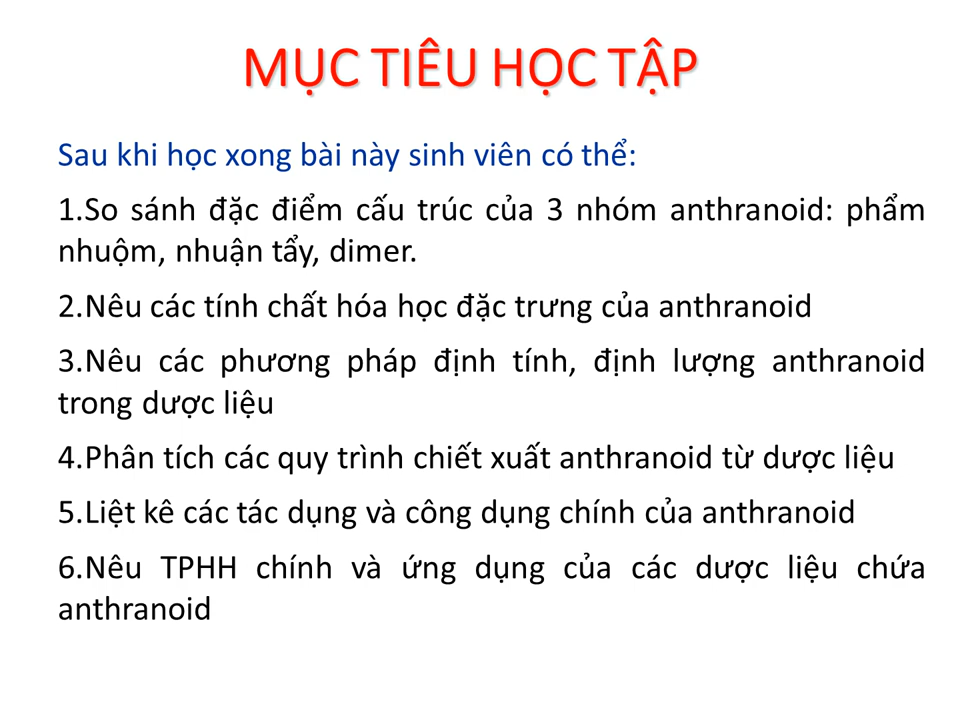 MỤC TIÊU HỌC TẬP
Sau khi học xong bài này sinh viên có thể:
1.So sánh đặc điểm cấu trúc của 3 nhóm anthranoid: phẩm
nhuộm, nhuận tẩy, dimer.
2.Nêu các tính chất hóa học đặc trưng của anthranoid
3.Nêu các phương pháp định tính, định lượng anthranoid
trong dược liệu
4.Phân tích các quy trình chiết xuất anthranoid từ dược liệu
5.Liệt kê các tác dụng và công dụng chính của anthranoid
6.Nêu TPHH chính và ứng dụng của các dược liệu chứa
anthranoid